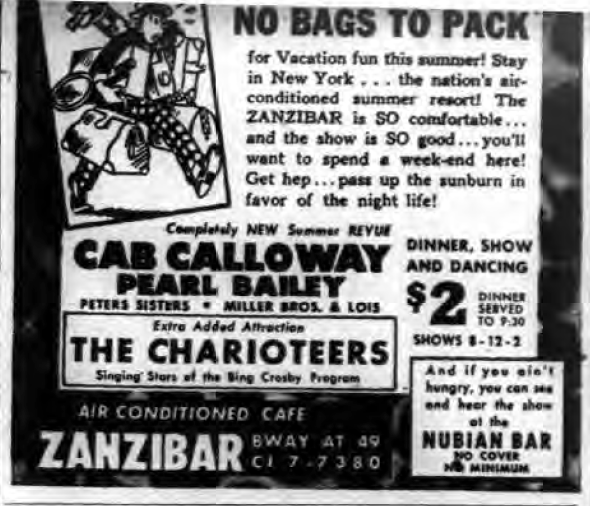 NO BAGS TO PACK
for Vacation fun this summer! Stay
in New York . . . the nation's air-
conditioned summer resort! The
ZANZIBAR is SO comfortable...
and the show is SO good...you'll
want to spend a week-end here!
Get hep...pass up the sunburn in
favor of the night life!
Completely NEW Summer REVUE
CAB CALLOWAY
PEARL BAILEY
PETERS SISTERS • MILLER BROS. & LOIS
Extra Added Attraction
THE CHARIOTEERS
Singing Stars of the Bing Crosby Program
DINNER, SHOW
AND DANCING
$2 DINNER
SERVED
TO 9:30
SHOWS 8-12-2
And if you ain't
hungry, you can see
and hear the show
at the
NUBIAN BAR
NO COVER
NO MINIMUM
AIR CONDITIONED CAFE
ZANZIBAR BWAY AT 49
CI 7-7380